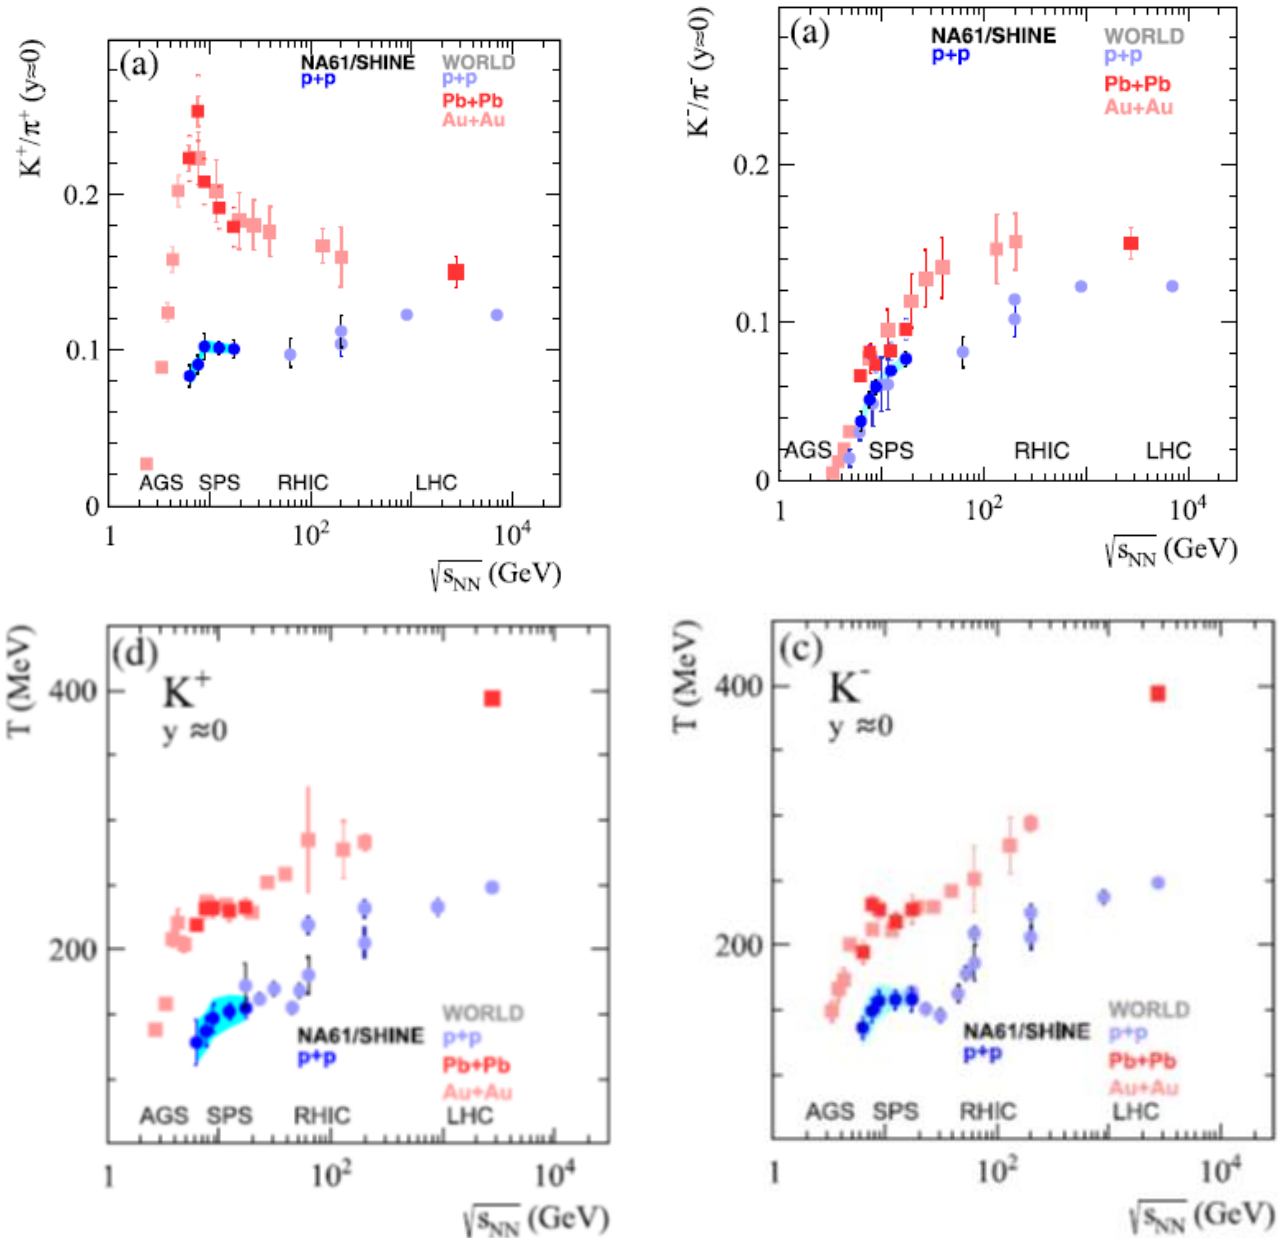 K⁺/π⁺ (y≈0)
(a)
NA61/SHINE
p+p
WORLD
p+p
Pb+Pb
Au+Au
0.2
0.1
0
AGS SPS RHIC LHC
1 10² 10⁴
√s_NN (GeV)
K⁻/π⁻ (y≈0)
(a)
NA61/SHINE
p+p
WORLD
p+p
Pb+Pb
Au+Au
0.2
0.1
0
AGS SPS RHIC LHC
1 10² 10⁴
√s_NN (GeV)
T (MeV)
(d)
K⁺
y ≈0
400
200
NA61/SHINE
p+p
WORLD
p+p
Pb+Pb
Au+Au
AGS SPS RHIC LHC
1 10² 10⁴
√s_NN (GeV)
T (MeV)
(c)
K⁻
y ≈0
400
200
NA61/SHINE
p+p
WORLD
p+p
Pb+Pb
Au+Au
AGS SPS RHIC LHC
1 10² 10⁴
√s_NN (GeV)